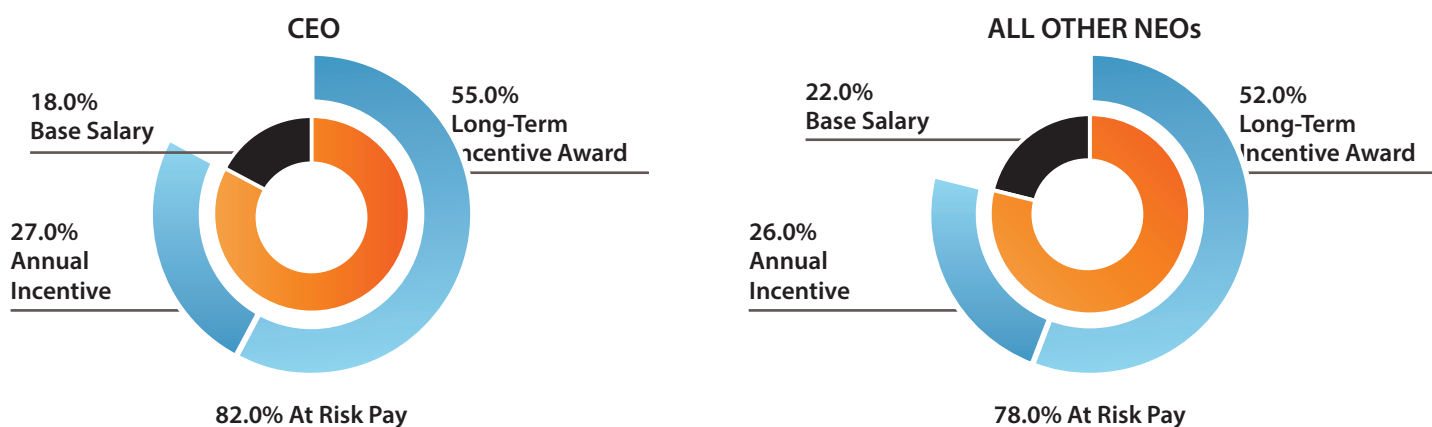 CEO
18.0%
Base Salary
55.0%
Long-Term
ncentive Award
27.0%
Annual
Incentive
82.0% At Risk Pay
ALL OTHER NEOs
22.0%
Base Salary
52.0%
Long-Term
Incentive Award
26.0%
Annual
Incentive
78.0% At Risk Pay